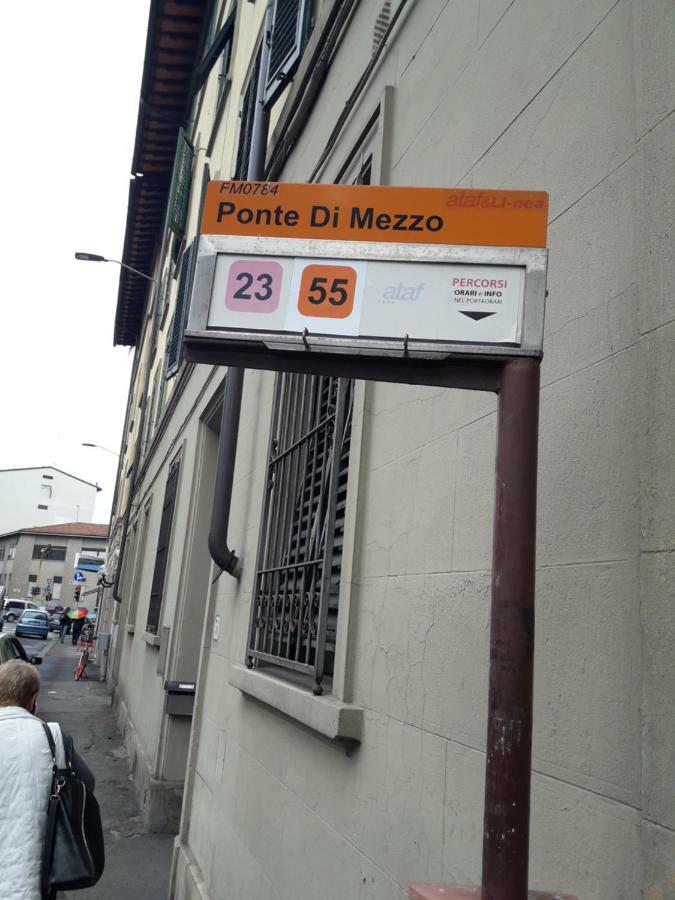 FM0784
ataf&Li-nea
Ponte Di Mezzo
23
55
ataf
PERCORSI
ORARI e INFO
NEL PORTAORARI